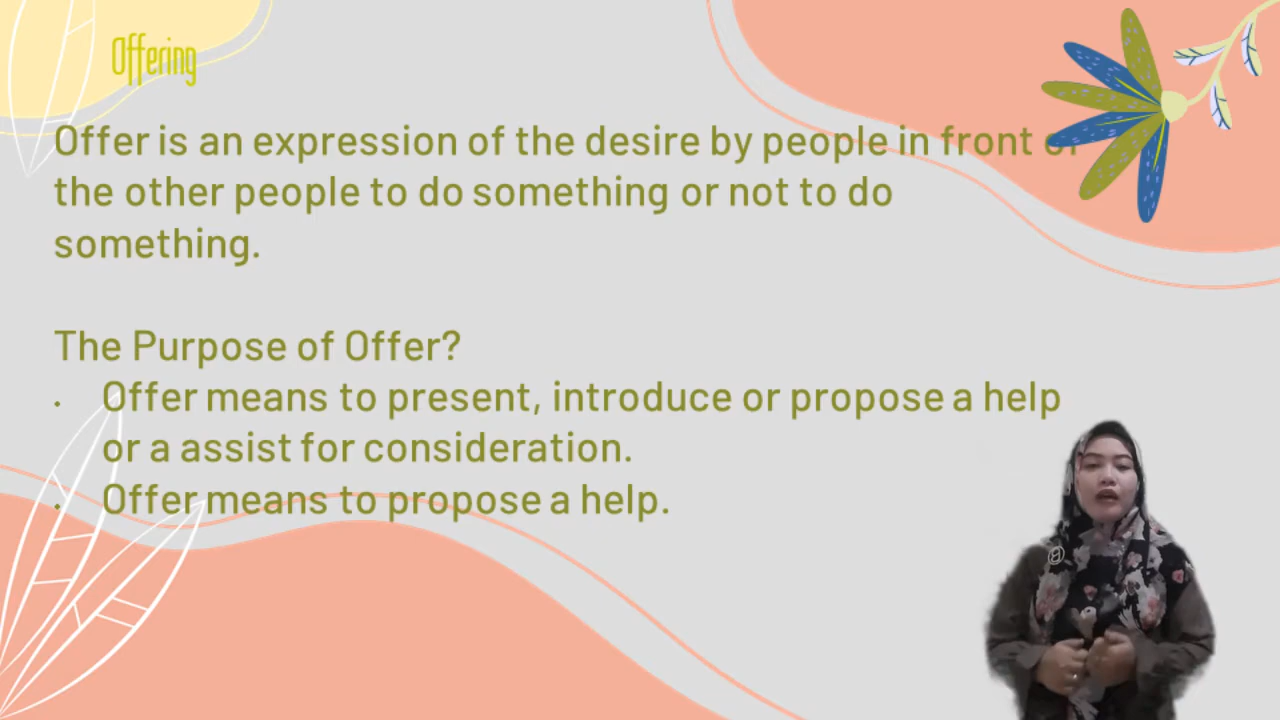 Offering
Offer is an expression of the desire by people in front of
the other people to do something or not to do
something.
The Purpose of Offer?
• Offer means to present, introduce or propose a help
or a assist for consideration.
• Offer means to propose a help.